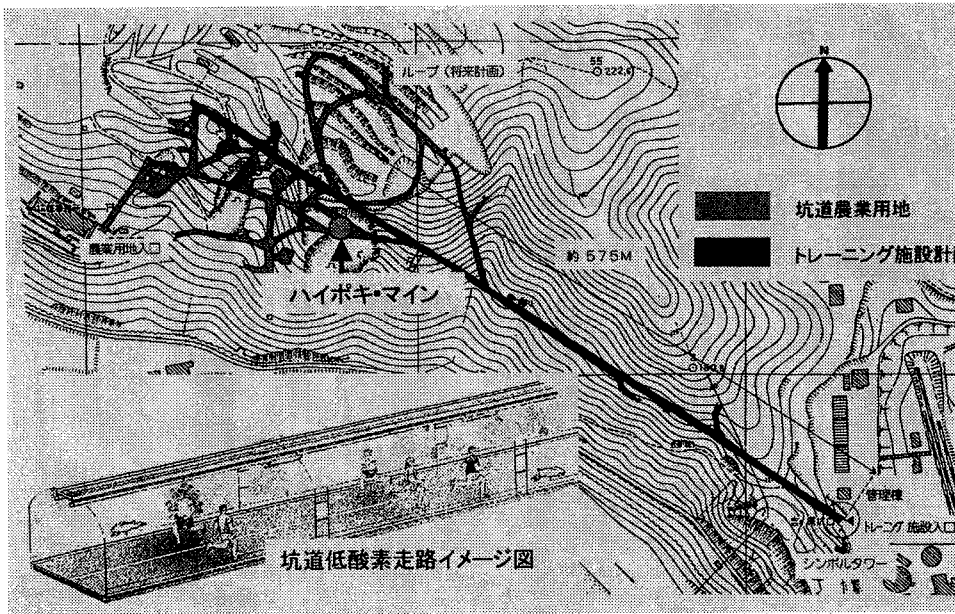 ループ（将来計画）
55
222.6
N
坑道農業用地
トレーニング施設計
農業用地入口
約575M
ハイポキ・マイン
管理棟
トレーニング施設入口
シンボルタワー
坑道低酸素走路イメージ図